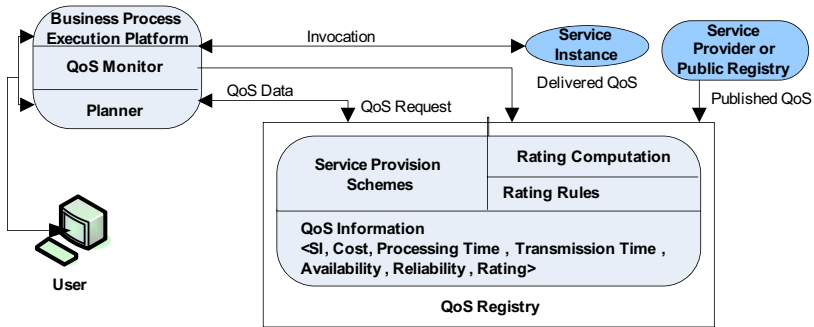 Business Process
Execution Platform
QoS Monitor
Planner
Invocation
Service
Instance
Delivered QoS
Service
Provider or
Public Registry
Published QoS
QoS Data
QoS Request
Service Provision
Schemes
Rating Computation
Rating Rules
QoS Information
<SI, Cost, Processing Time , Transmission Time ,
Availability , Reliability , Rating>
QoS Registry
User